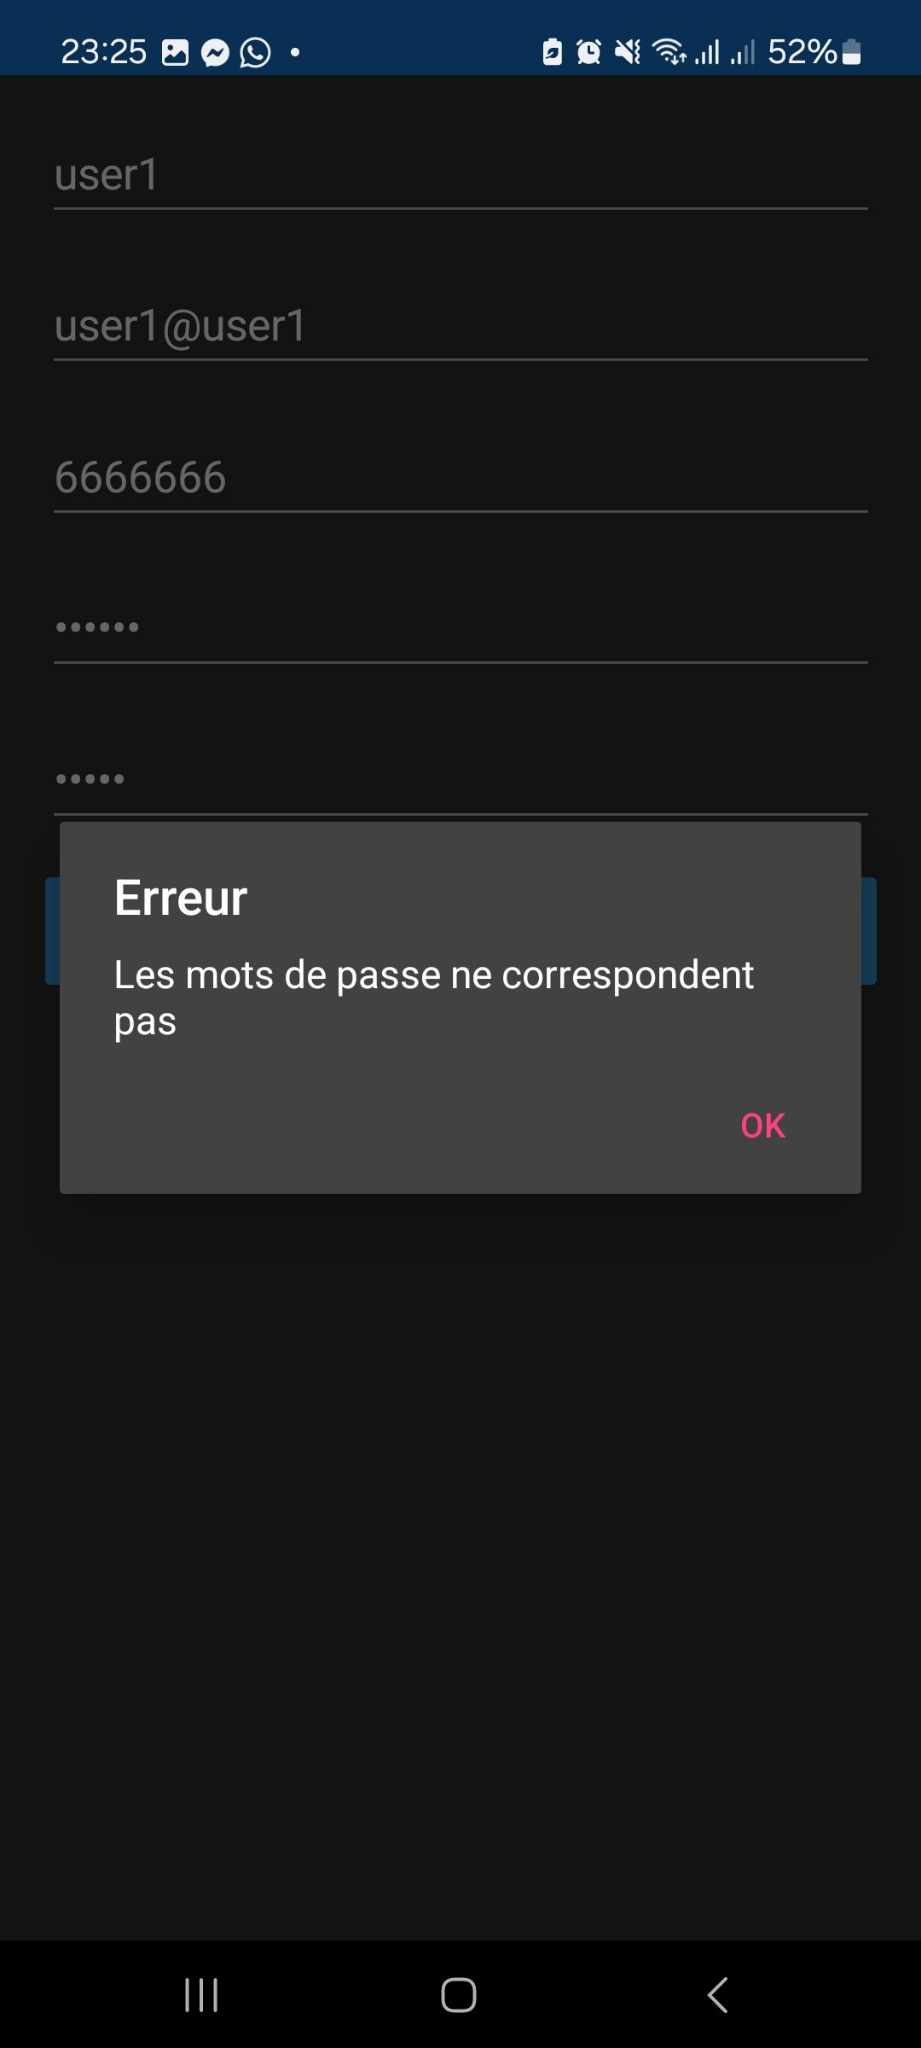 23:25 52%
user1
user1@user1
6666666
••••••
•••••
Erreur
Les mots de passe ne correspondent
pas
OK